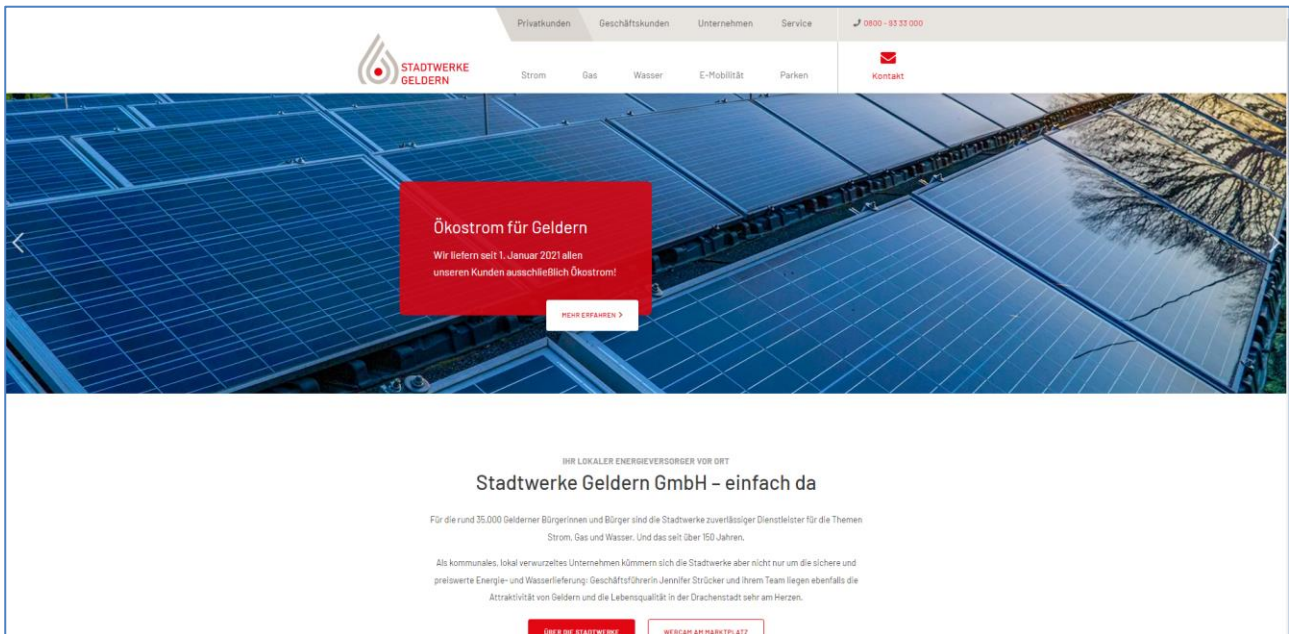 Privatkunden Geschäftskunden Unternehmen Service 0800 - 93 33 000
STADTWERKE
GELDERN
Strom Gas Wasser E-Mobilität Parken Kontakt
Ökostrom für Geldern
Wir liefern seit 1. Januar 2021 allen
unseren Kunden ausschließlich Ökostrom!
MEHR ERFAHREN >
IHR LOKALER ENERGIEVERSORGER VOR ORT
Stadtwerke Geldern GmbH – einfach da
Für die rund 35.000 Gelderner Bürgerinnen und Bürger sind die Stadtwerke zuverlässiger Dienstleister für die Themen
Strom, Gas und Wasser. Und das seit über 150 Jahren.
Als kommunales, lokal verwurzeltes Unternehmen kümmern sich die Stadtwerke aber nicht nur um die sichere und
preiswerte Energie- und Wasserlieferung: Geschäftsführerin Jennifer Strücker und ihrem Team liegen ebenfalls die
Attraktivität von Geldern und die Lebensqualität in der Drachenstadt sehr am Herzen.
ÜBER DIE STADTWERKE WEBCAM AM MARKTPLATZ